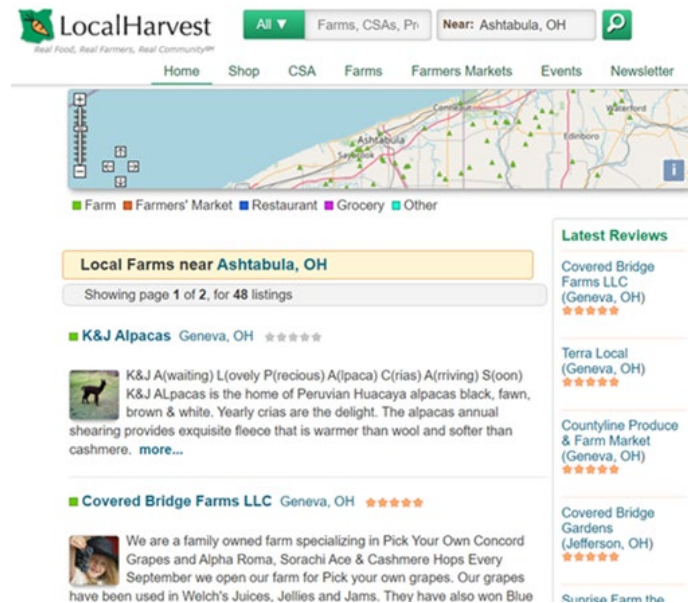 LocalHarvest
Real Food, Real Farmers, Real Community℠
All ▼
Farms, CSAs, Pr
Near: Ashtabula, OH
Home Shop CSA Farms Farmers Markets Events Newsletter
Conneaut
Waterford
Ashtabula
Edinboro
Saybrook
i
Farm Farmers' Market Restaurant Grocery Other
Local Farms near Ashtabula, OH
Showing page 1 of 2, for 48 listings
K&J Alpacas Geneva, OH
K&J A(waiting) L(ovely P(recious) A(lpaca) C(rias) A(rriving) S(oon)
K&J ALpacas is the home of Peruvian Huacaya alpacas black, fawn,
brown & white. Yearly crias are the delight. The alpacas annual
shearing provides exquisite fleece that is warmer than wool and softer than
cashmere. more...
Covered Bridge Farms LLC Geneva, OH
We are a family owned farm specializing in Pick Your Own Concord
Grapes and Alpha Roma, Sorachi Ace & Cashmere Hops Every
September we open our farm for Pick your own grapes. Our grapes
have been used in Welch's Juices, Jellies and Jams. They have also won Blue
Latest Reviews
Covered Bridge
Farms LLC
(Geneva, OH)
Terra Local
(Geneva, OH)
Countyline Produce
& Farm Market
(Geneva, OH)
Covered Bridge
Gardens
(Jefferson, OH)
Sunrise Farm the